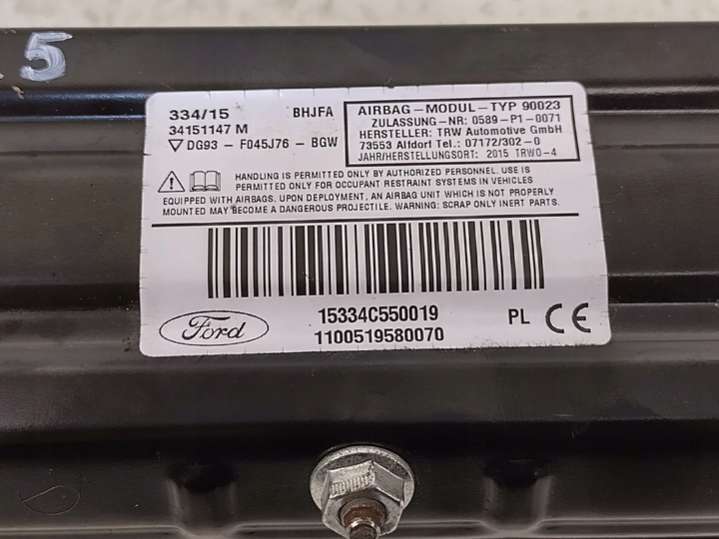 5
334/15 BHJFA
34151147 M
DG93 - F045J76 - BGW
AIRBAG-MODUL-TYP 90023
ZULASSUNG-NR: 0589-P1-0071
HERSTELLER: TRW Automotive GmbH
73553 Alfdorf Tel.: 07172/302-0
JAHR/HERSTELLUNGSORT: 2015 TRWO-4
HANDLING IS PERMITTED ONLY BY AUTHORIZED PERSONNEL. USE IS
PERMITTED ONLY FOR OCCUPANT RESTRAINT SYSTEMS IN VEHICLES
EQUIPPED WITH AIRBAGS. UPON DEPLOYMENT, AN AIRBAG UNIT WHICH IS NOT PROPERLY
MOUNTED MAY BECOME A DANGEROUS PROJECTILE. WARNING: SCRAP ONLY INERT PARTS.
15334C550019
1100519580070
Ford
PL CE